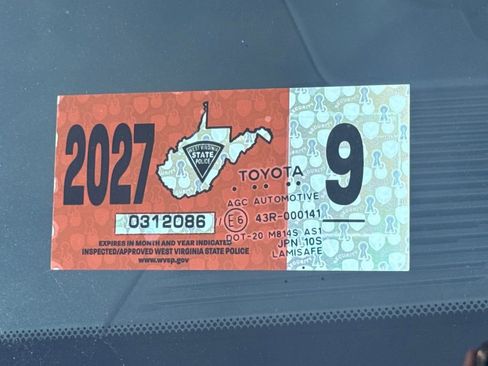 2027
WEST VIRGINIA
STATE
POLICE
9
TOYOTA
AGC AUTOMOTIVE
0312086
E6 43R-000141
DOT-20 M814S AS1
JPN 10S
LAMISAFE
EXPIRES IN MONTH AND YEAR INDICATED
INSPECTED/APPROVED WEST VIRGINIA STATE POLICE
www.wvsp.gov
SECURITY